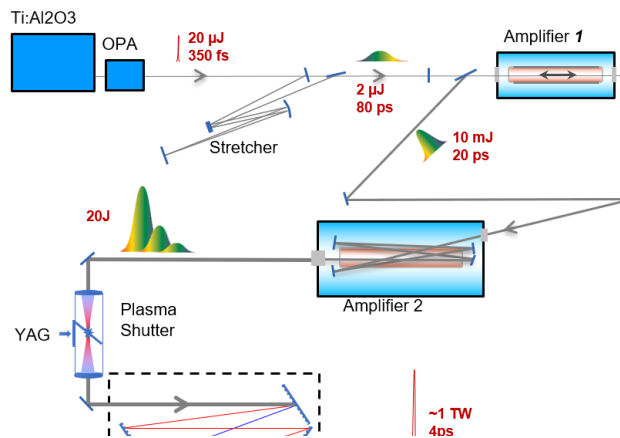 Ti:Al2O3
OPA
20 µJ
350 fs
Amplifier 1
2 µJ
80 ps
Stretcher
10 mJ
20 ps
20J
Amplifier 2
Plasma
Shutter
YAG
~1 TW
4ps